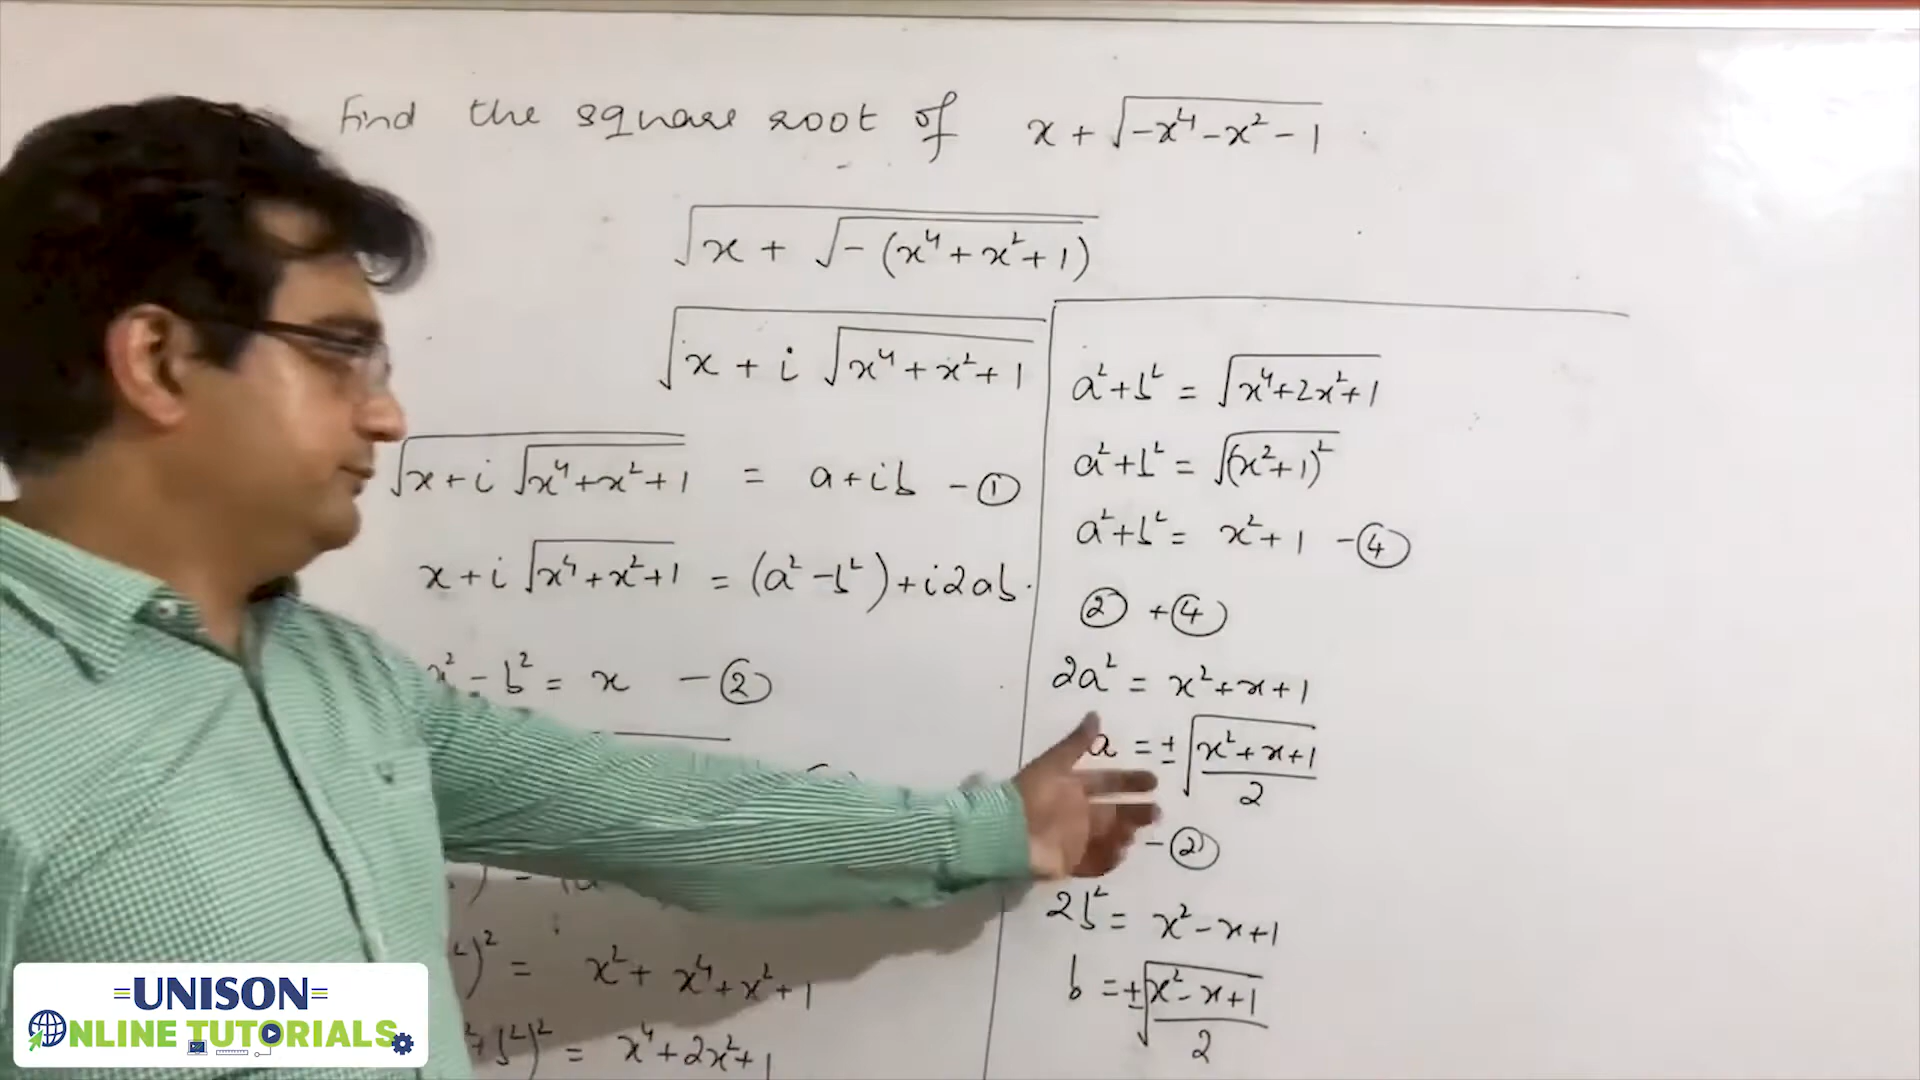 Find the square root of x + √(-x⁴ - x² - 1) .
√(x + √(-(x⁴ + x² + 1)))
√(x + i √(x⁴ + x² + 1))
√(x + i √(x⁴ + x² + 1)) = a + ib - ①
x + i √(x⁴ + x² + 1) = (a² - b²) + i2ab.
a² - b² = x - ②
)² = x² + x⁴ + x² + 1
+ b²)² = x⁴ + 2x² + 1
a² + b² = √(x⁴ + 2x² + 1)
a² + b² = √((x² + 1)²)
a² + b² = x² + 1 - ④
② + ④
2a² = x² + x + 1
a = ± √((x² + x + 1)/2)
- ②
2b² = x² - x + 1
b = ± √((x² - x + 1)/2)
UNISON
ONLINE TUTORIALS